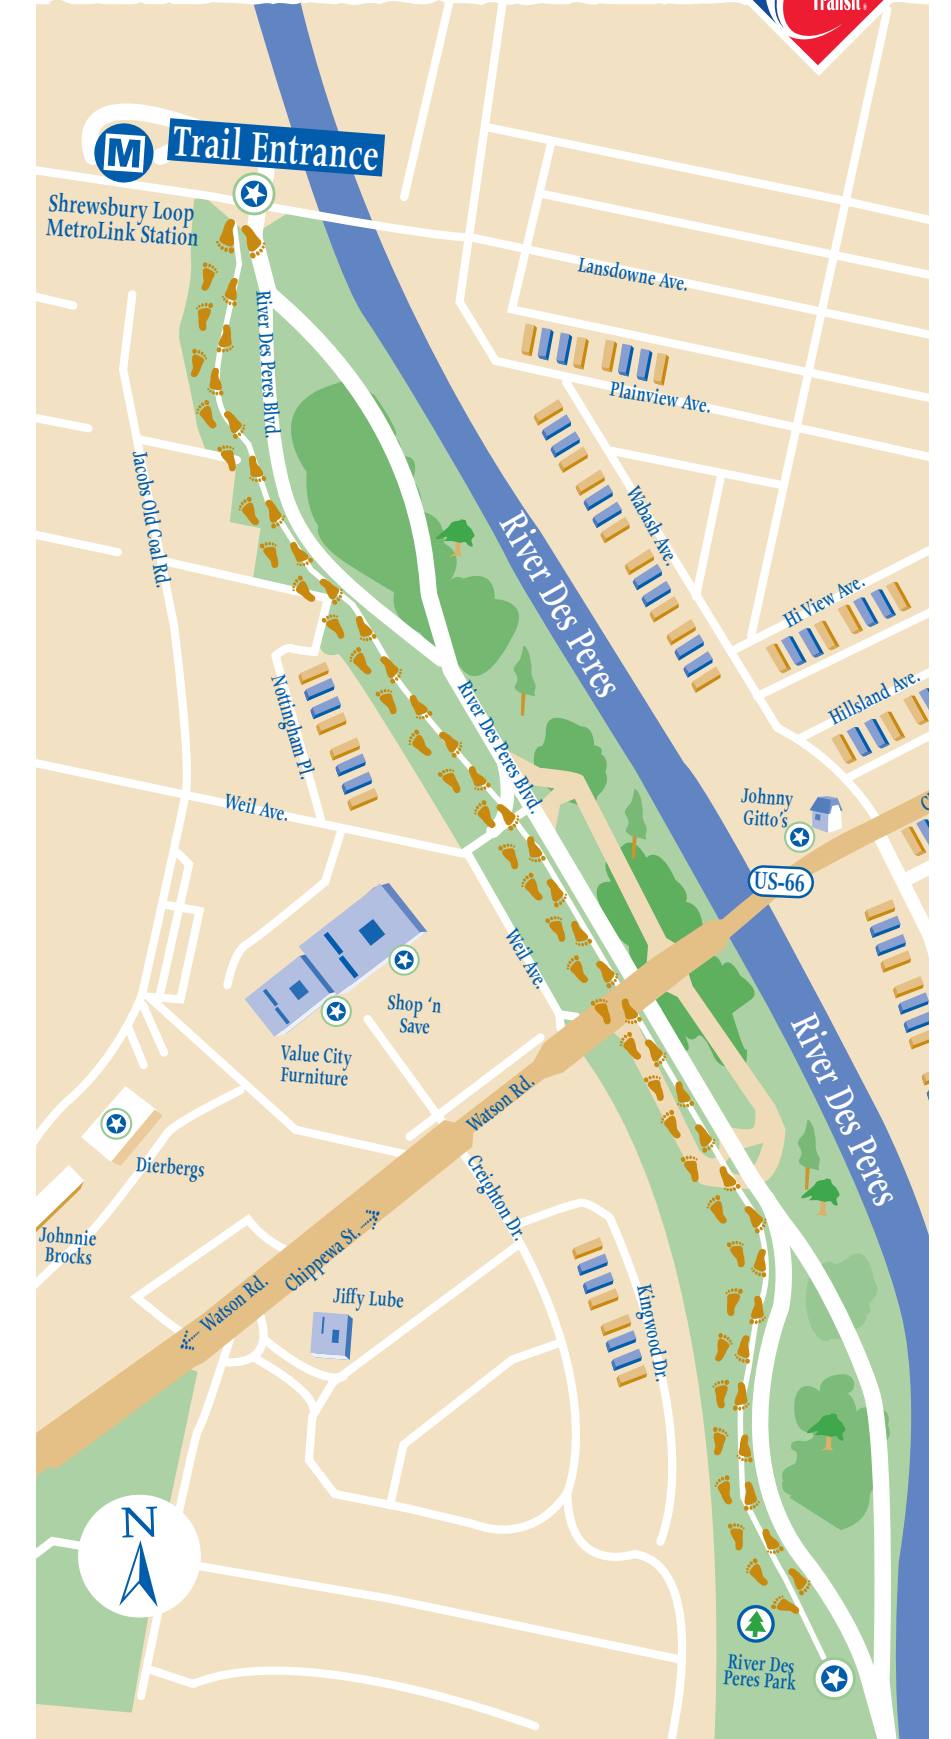 Transit
M
Trail Entrance
Shrewsbury Loop
MetroLink Station
Lansdowne Ave.
River Des Peres Blvd.
Plainview Ave.
Jacobs Old Coal Rd.
Wabash Ave.
River Des Peres
Hi View Ave.
Nottingham Pl.
River Des Peres Blvd.
Hillsland Ave.
Weil Ave.
Johnny
Gitto's
US-66
Weil Ave.
Shop ‘n
Save
Value City
Furniture
River Des Peres
Watson Rd.
Dierbergs
Creighton Dr.
Johnnie
Brocks
Chippewa St.
Watson Rd.
Jiffy Lube
Kingwood Dr.
N
River Des
Peres Park